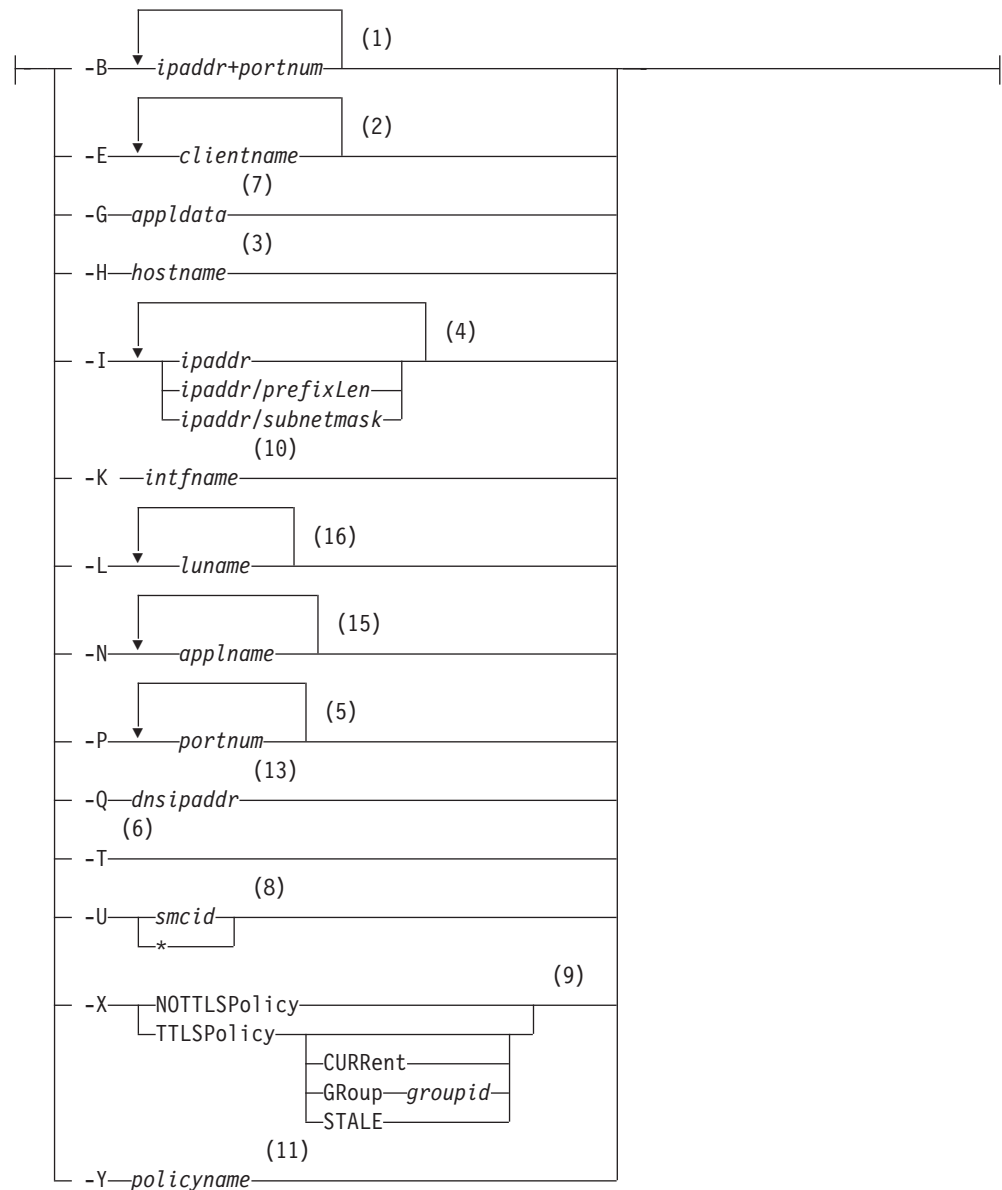 (1)
-B ipaddr+portnum
(2)
-E clientname
(7)
-G appldata
(3)
-H hostname
(4)
-I ipaddr
ipaddr/prefixLen
ipaddr/subnetmask
(10)
-K intfname
(16)
-L luname
(15)
-N applname
(5)
-P portnum
(13)
-Q dnsipaddr
(6)
-T
(8)
-U smcid
*
(9)
-X NOTTLSPolicy
TTLSPolicy
CURRent
GRoup groupid
STALE
(11)
-Y policyname